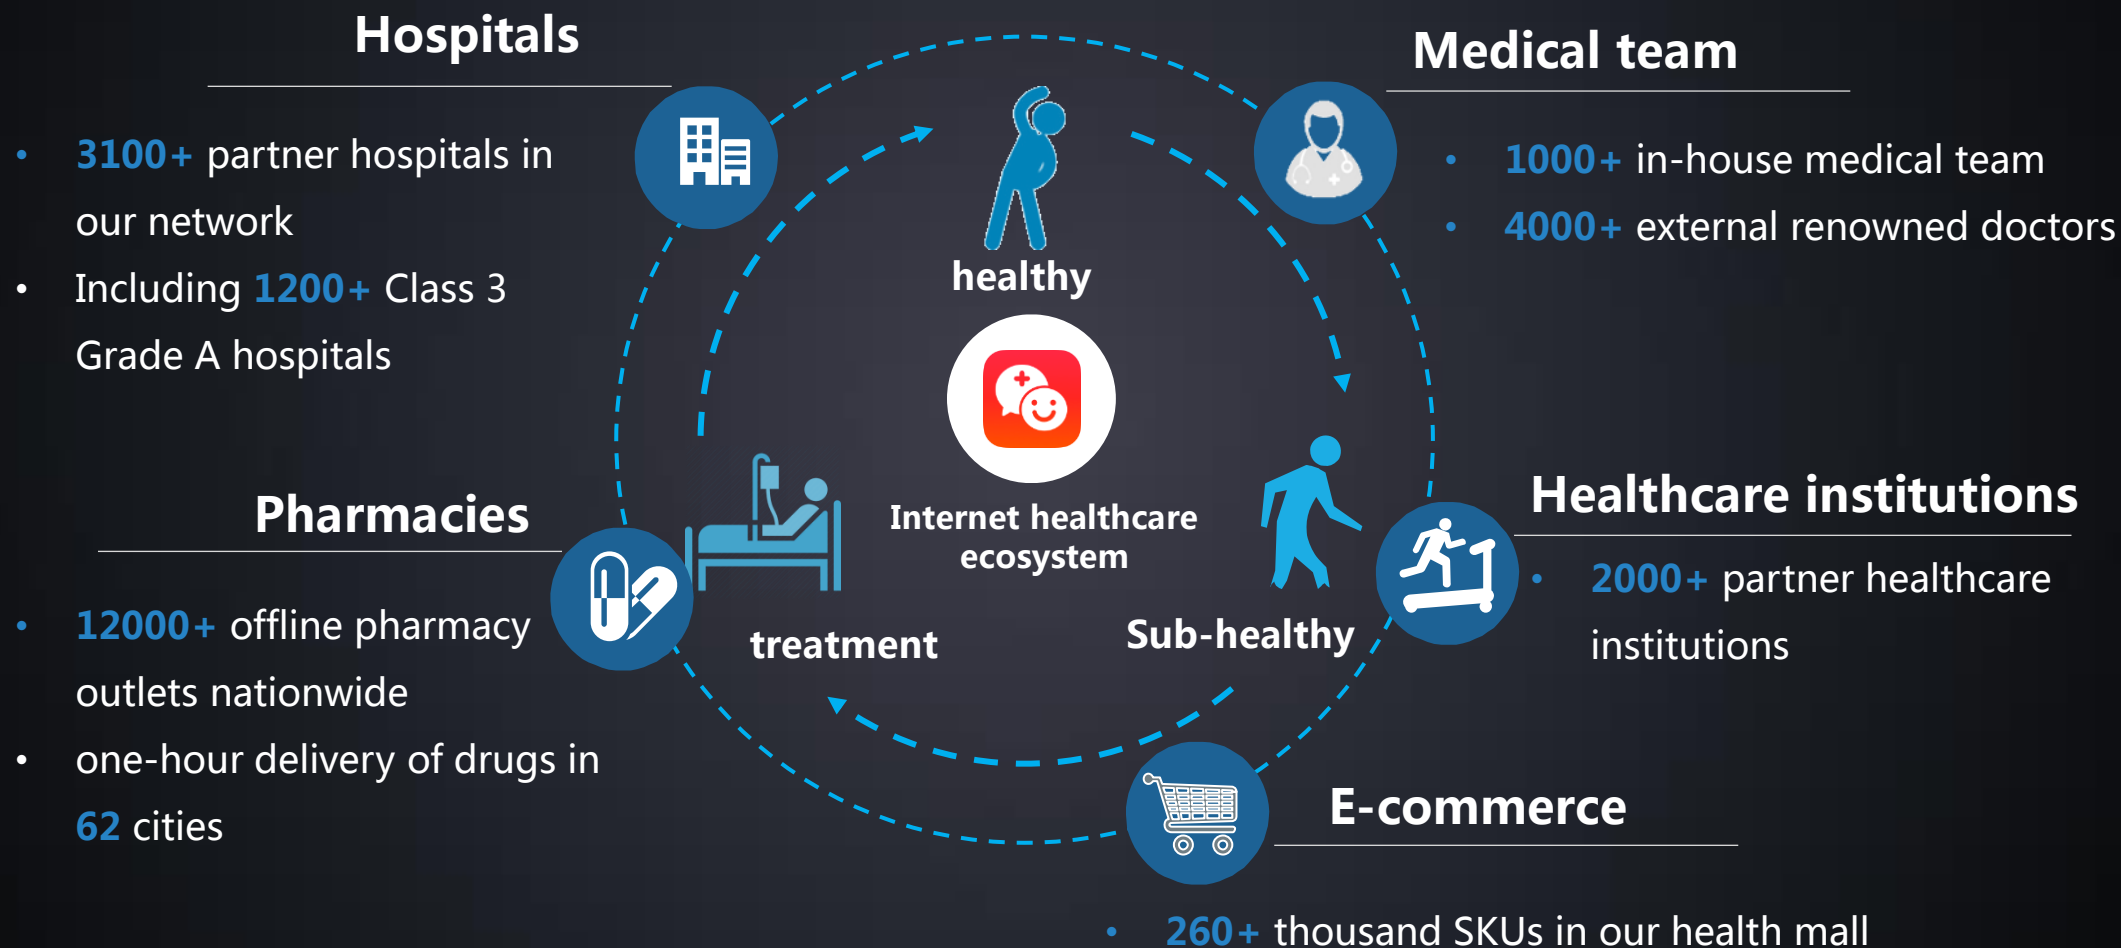 Hospitals
3100+ partner hospitals in
our network
Including 1200+ Class 3
Grade A hospitals
Medical team
1000+ in-house medical team
4000+ external renowned doctors
healthy
Internet healthcare
ecosystem
treatment
Sub-healthy
Pharmacies
12000+ offline pharmacy
outlets nationwide
one-hour delivery of drugs in
62 cities
Healthcare institutions
2000+ partner healthcare
institutions
E-commerce
260+ thousand SKUs in our health mall